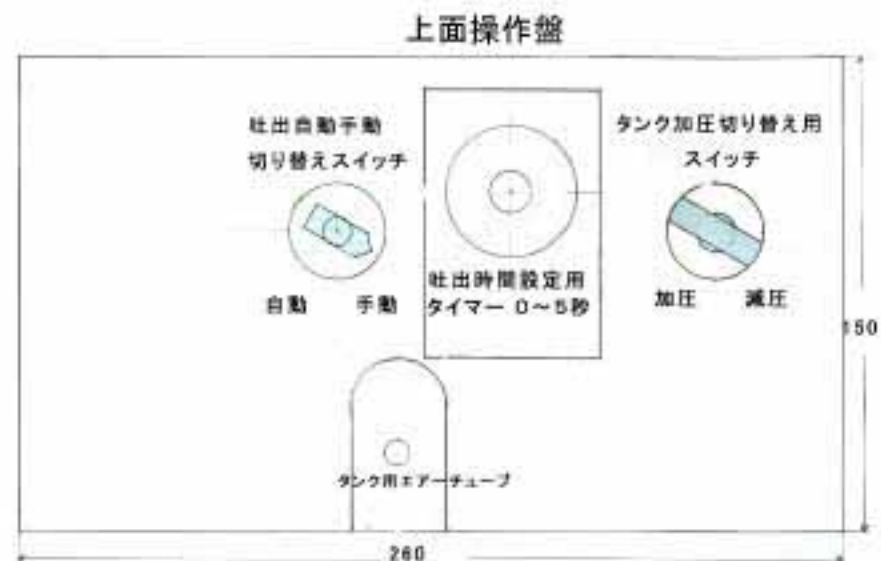 上面操作盤
吐出自動手動
切り替えスイッチ
自動 手動
吐出時間設定用
タイマー 0〜5秒
タンク加圧切り替え用
スイッチ
加圧 減圧
150
タンク用エアーチューブ
260